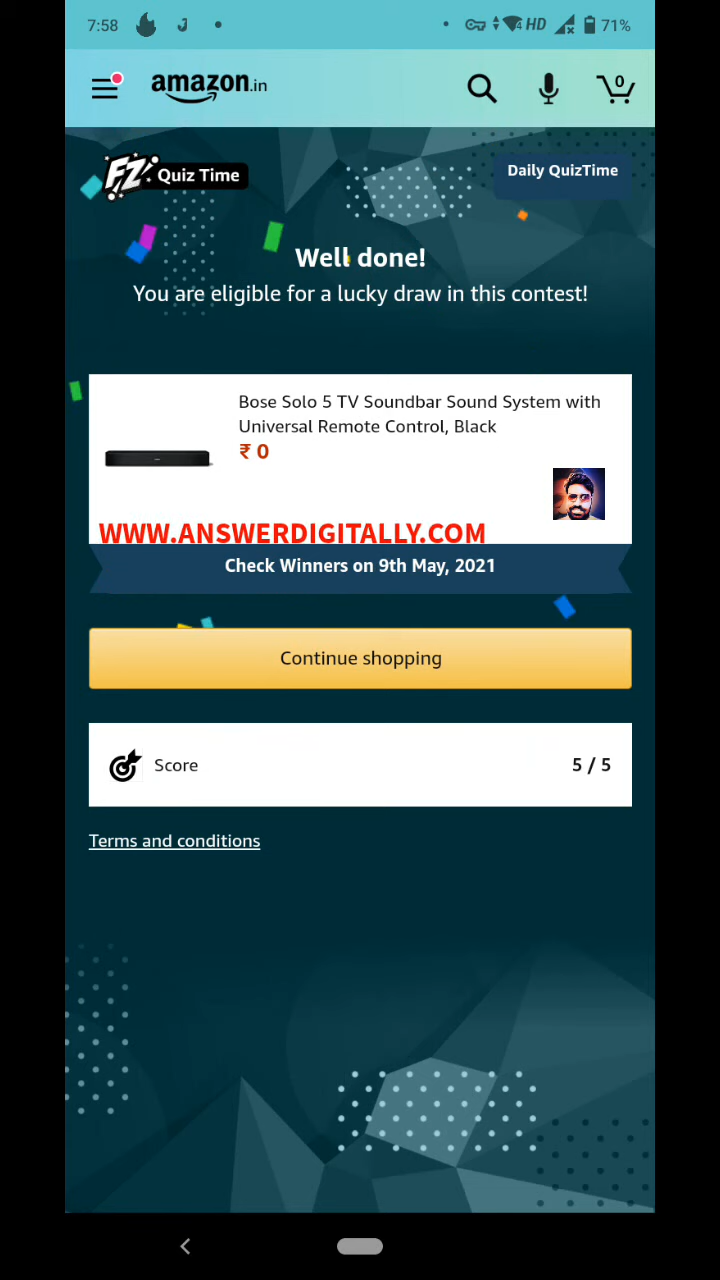 7:58
4 HD 71%
amazon.in
0
FZ Quiz Time
Daily QuizTime
Well done!
You are eligible for a lucky draw in this contest!
Bose Solo 5 TV Soundbar Sound System with
Universal Remote Control, Black
₹ 0
WWW.ANSWERDIGITALLY.COM
Check Winners on 9th May, 2021
Continue shopping
Score 5 / 5
Terms and conditions